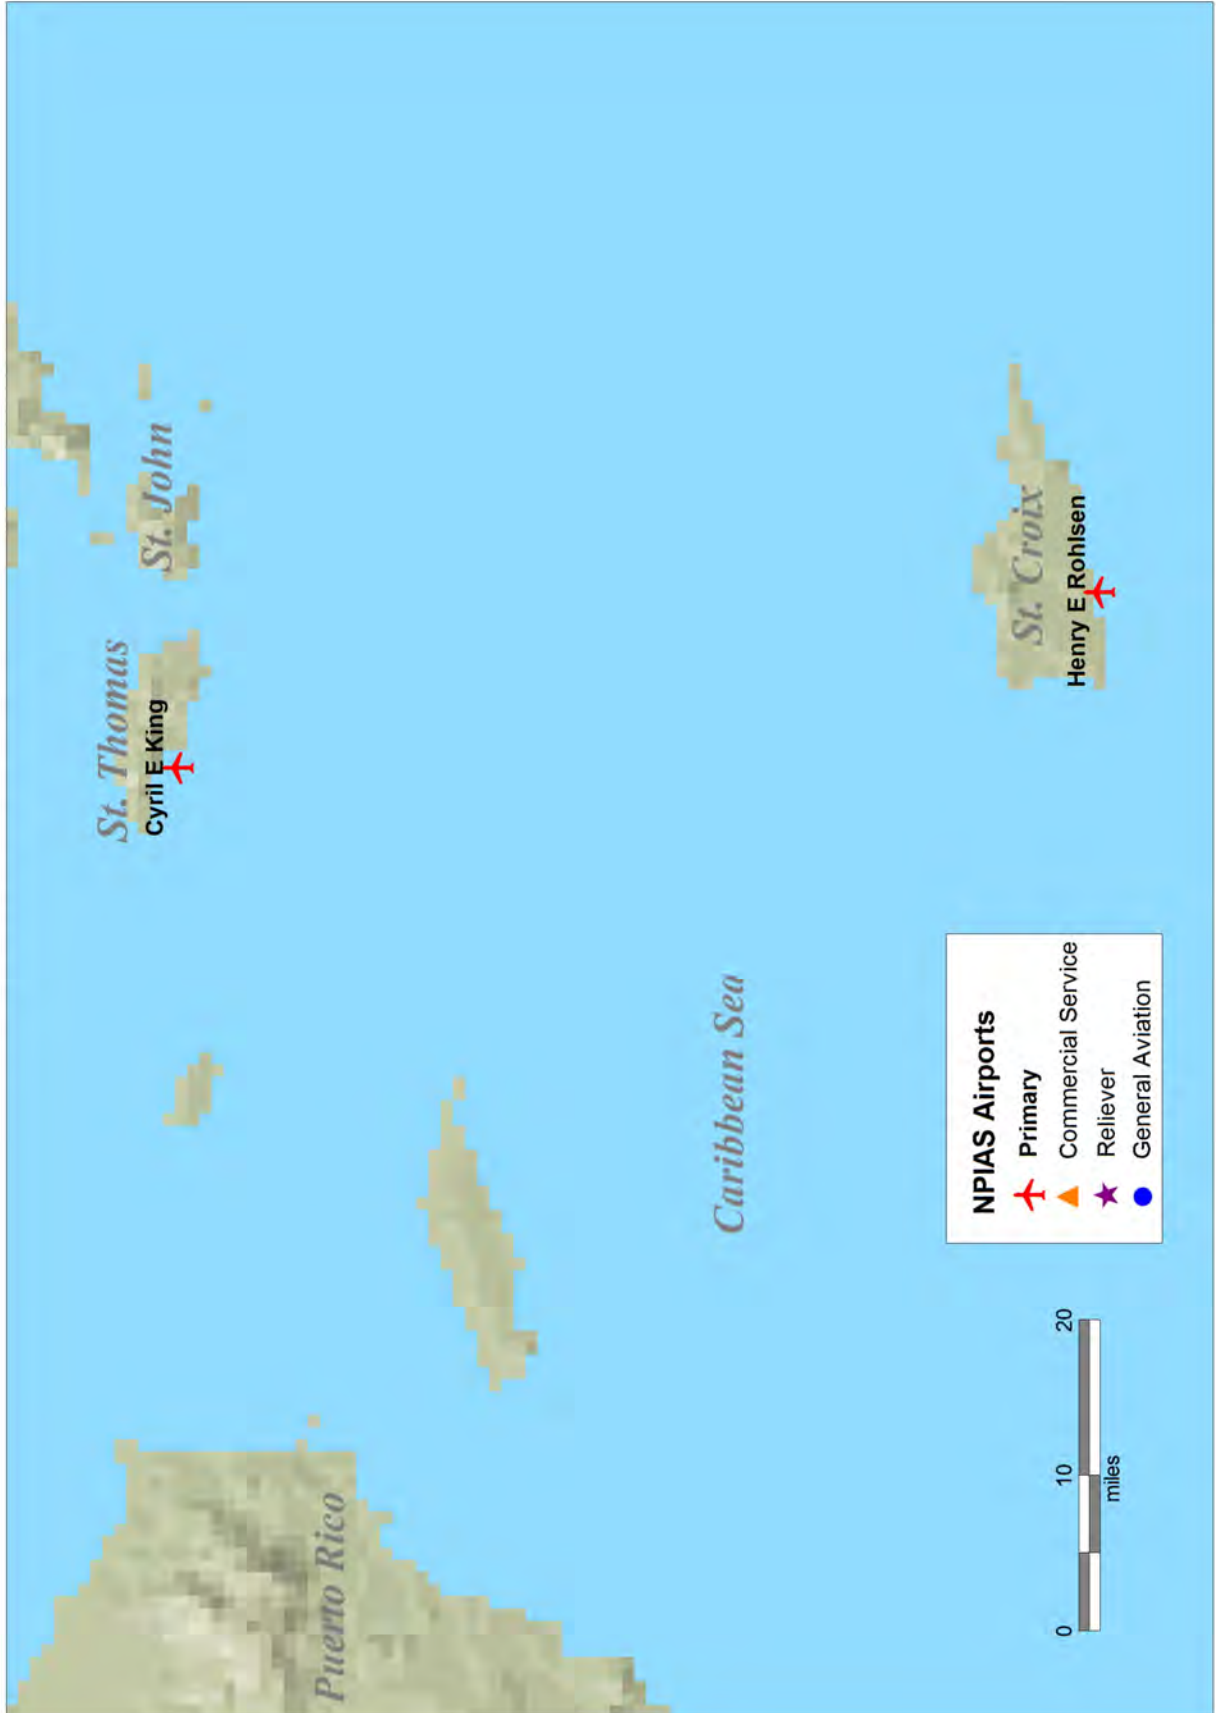 St. Thomas
Cyril E King
St. John
Puerto Rico
Caribbean Sea
St. Croix
Henry E Rohlsen
NPIAS Airports
Primary
Commercial Service
Reliever
General Aviation
0 10 20
miles